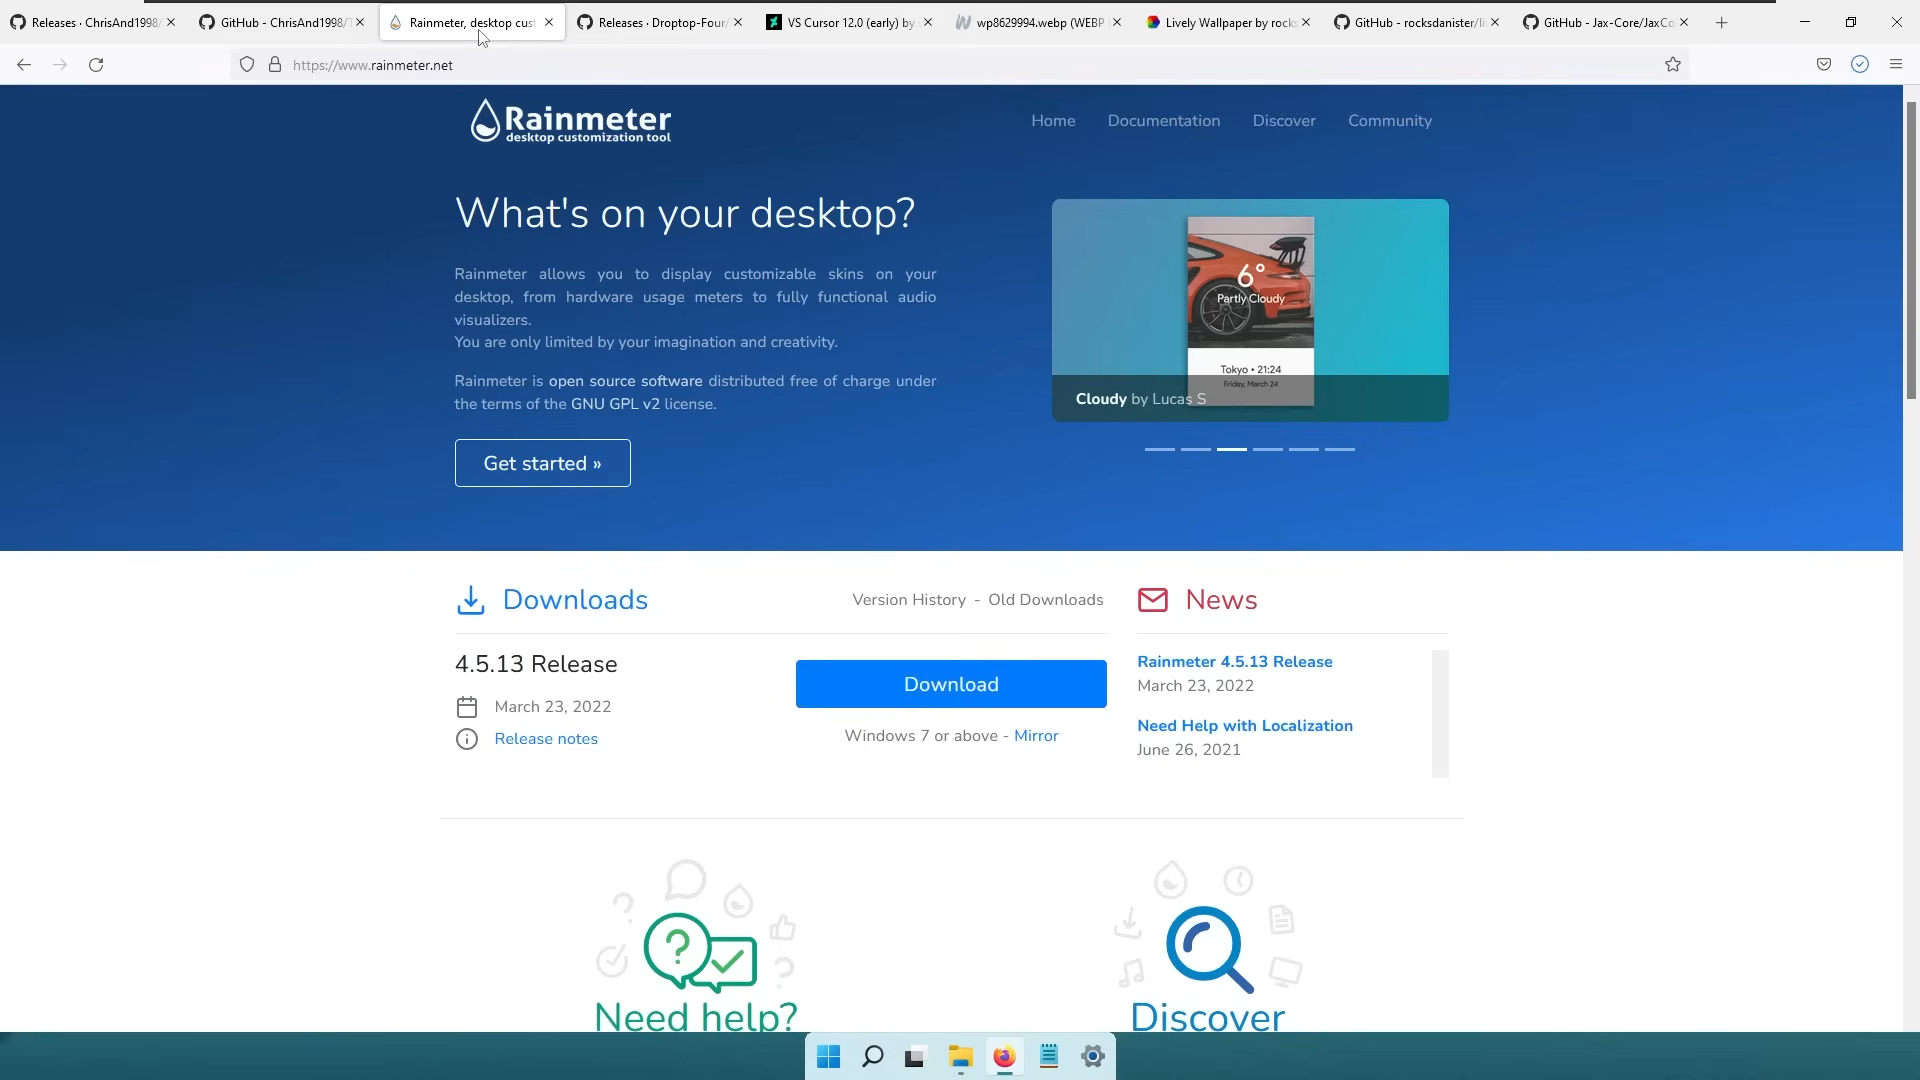 Releases · ChrisAnd1998/
GitHub - ChrisAnd1998/
Rainmeter, desktop cust
Releases · Droptop-Four/
VS Cursor 12.0 (early) by
wp8629994.webp (WEBP
Lively Wallpaper by rocks
GitHub - rocksdanister/li
GitHub - Jax-Core/JaxCo
https://www.rainmeter.net
Rainmeter
desktop customization tool
Home
Documentation
Discover
Community
What's on your desktop?
Rainmeter allows you to display customizable skins on your
desktop, from hardware usage meters to fully functional audio
visualizers.
You are only limited by your imagination and creativity.
Rainmeter is open source software distributed free of charge under
the terms of the GNU GPL v2 license.
Get started »
6°
Partly Cloudy
Tokyo • 21:24
Friday, March 24
Cloudy by Lucas S
Downloads
Version History - Old Downloads
News
4.5.13 Release
March 23, 2022
Release notes
Download
Windows 7 or above - Mirror
Rainmeter 4.5.13 Release
March 23, 2022
Need Help with Localization
June 26, 2021
Need help?
Discover